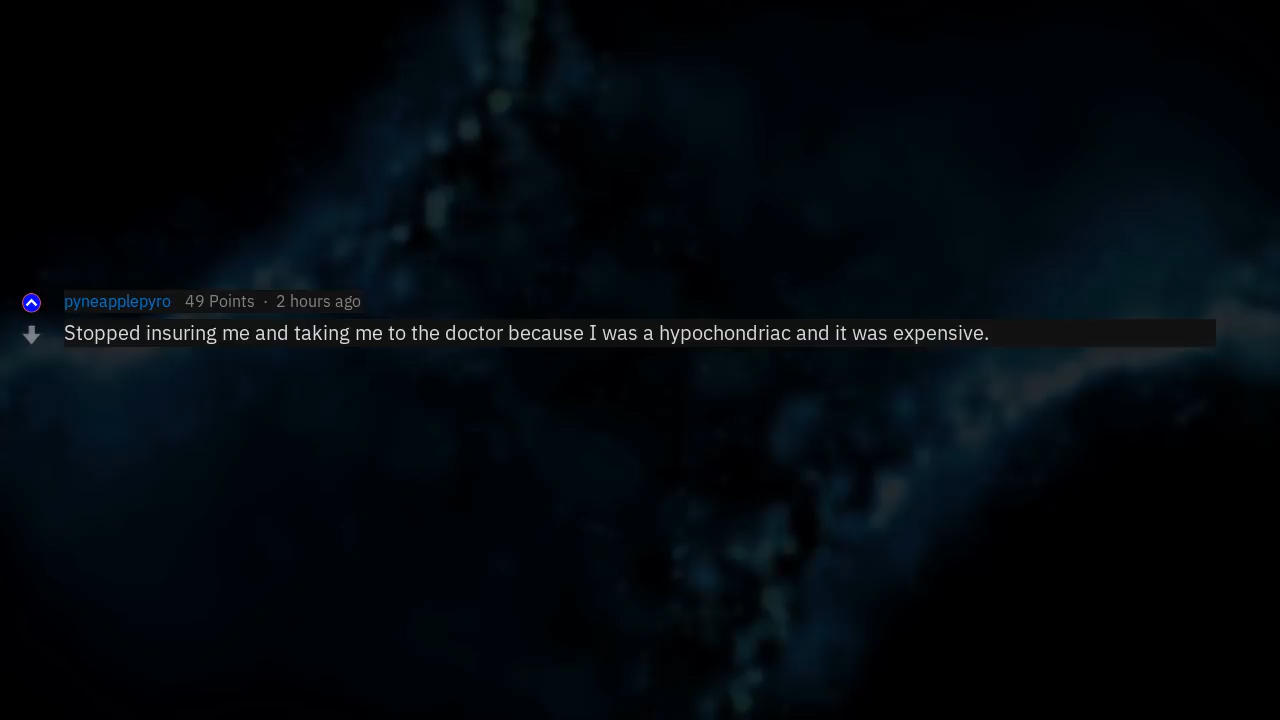 pyneapplepyro 49 Points · 2 hours ago
Stopped insuring me and taking me to the doctor because I was a hypochondriac and it was expensive.